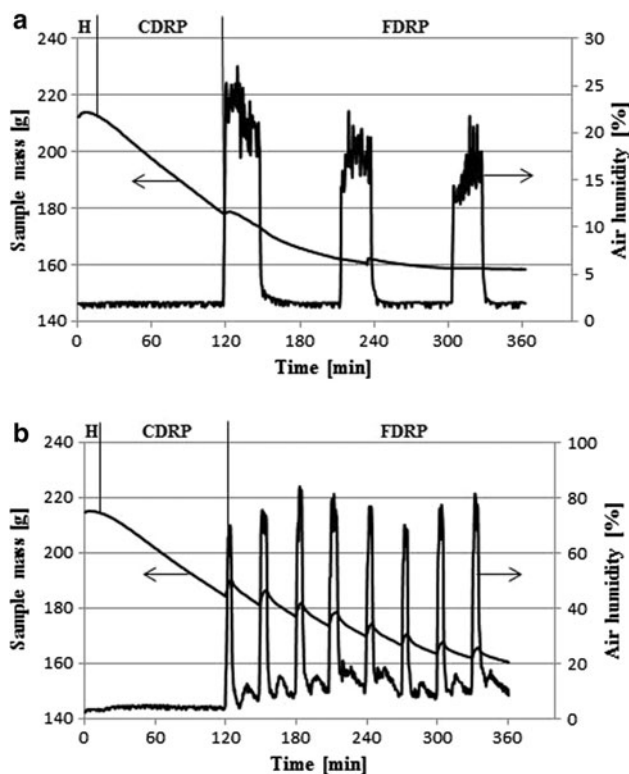 a
H CDRP FDRP
240 30
220 25
200 20
180 15
160 10
140 5
0
Sample mass [g]
Air humidity [%]
0 60 120 180 240 300 360
Time [min]
b
H CDRP FDRP
240 100
220 80
200 60
180 40
160 20
140 0
Sample mass [g]
Air humidity [%]
0 60 120 180 240 300 360
Time [min]